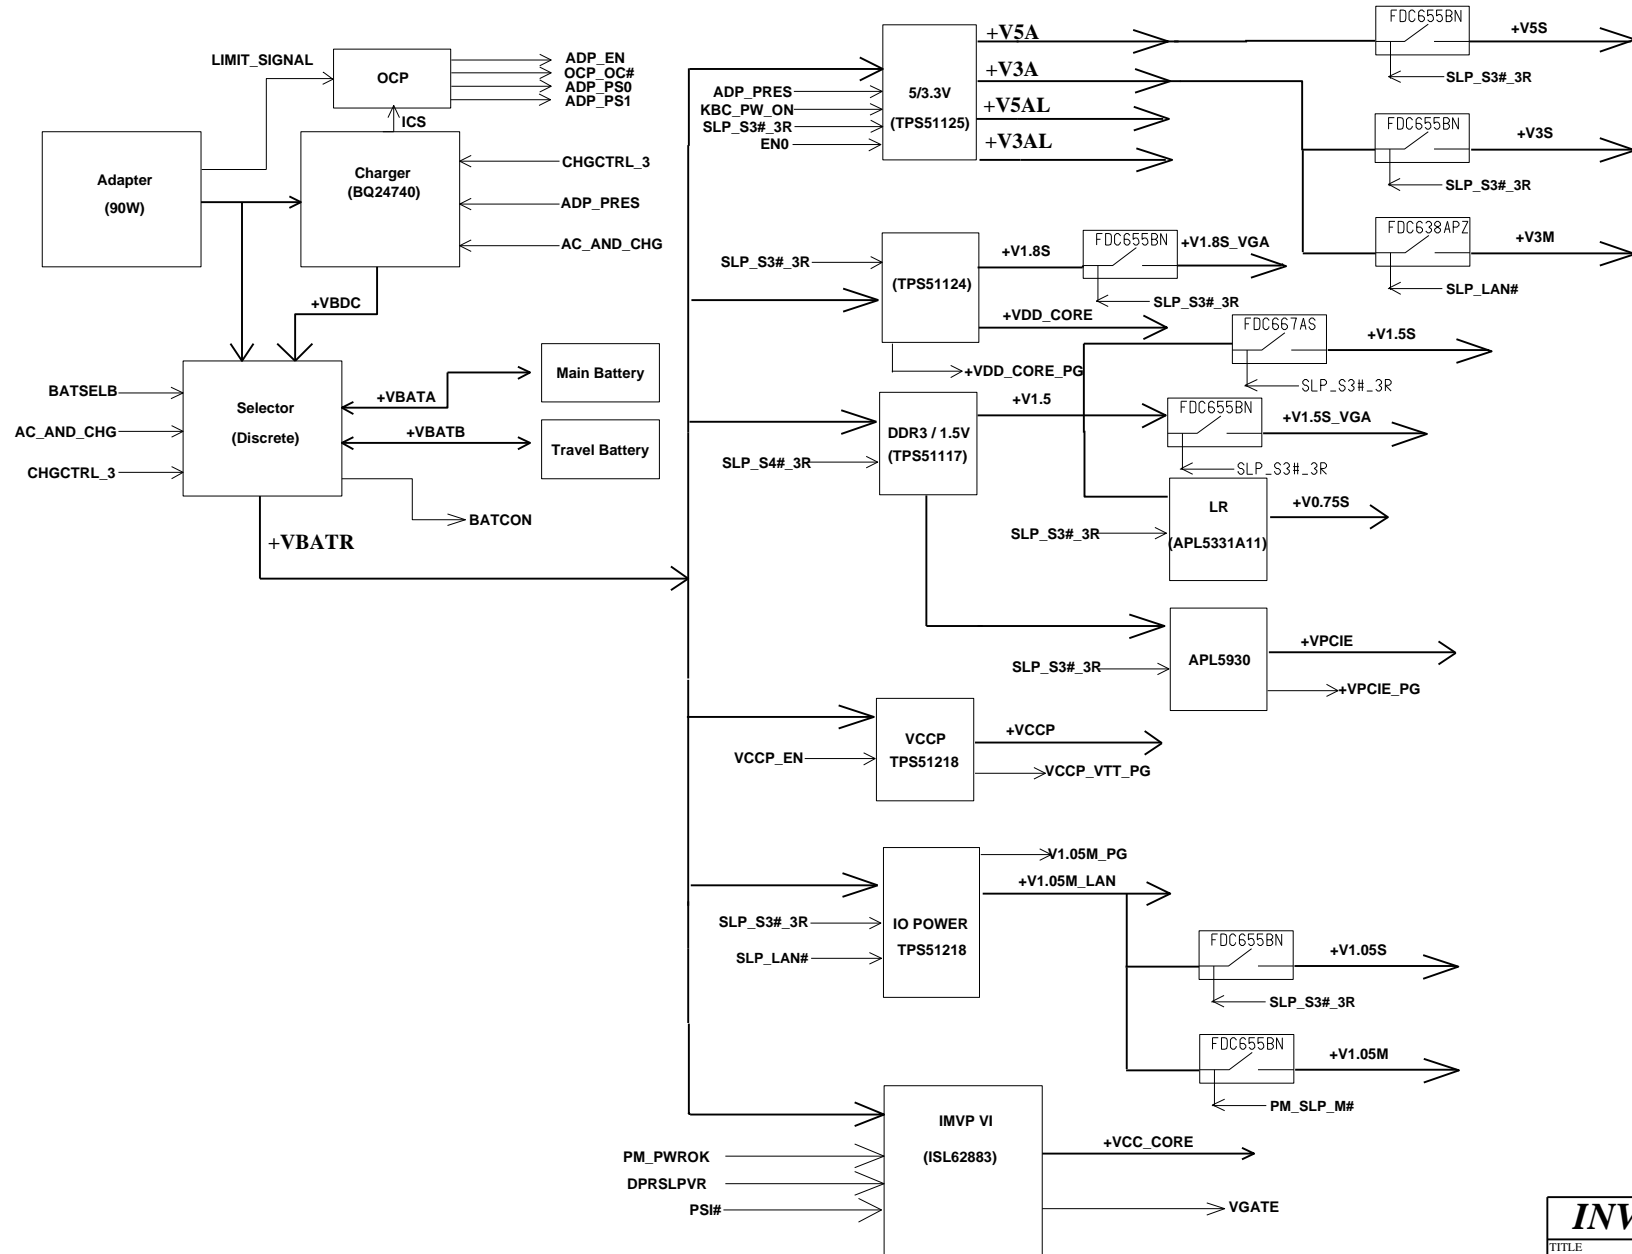 LIMIT_SIGNAL
OCP
ADP_EN
OCP_OC#
ADP_PS0
ADP_PS1
ICS
Adapter
(90W)
Charger
(BQ24740)
CHGCTRL_3
ADP_PRES
AC_AND_CHG
+VBDC
BATSELB
AC_AND_CHG
CHGCTRL_3
Selector
(Discrete)
+VBATA
Main Battery
+VBATB
Travel Battery
BATCON
+VBATR
ADP_PRES
KBC_PW_ON
SLP_S3#_3R
EN0
5/3.3V
(TPS51125)
+V5A
+V3A
+V5AL
+V3AL
FDC655BN
+V5S
SLP_S3#_3R
FDC655BN
+V3S
SLP_S3#_3R
FDC638APZ
+V3M
SLP_LAN#
SLP_S3#_3R
(TPS51124)
+V1.8S
FDC655BN
+V1.8S_VGA
SLP_S3#_3R
+VDD_CORE
+VDD_CORE_PG
FDC667AS
+V1.5S
SLP_S3#_3R
DDR3 / 1.5V
(TPS51117)
SLP_S4#_3R
+V1.5
FDC655BN
+V1.5S_VGA
SLP_S3#_3R
LR
(APL5331A11)
SLP_S3#_3R
+V0.75S
APL5930
SLP_S3#_3R
+VPCIE
+VPCIE_PG
VCCP
TPS51218
VCCP_EN
+VCCP
VCCP_VTT_PG
IO POWER
TPS51218
SLP_S3#_3R
SLP_LAN#
V1.05M_PG
+V1.05M_LAN
FDC655BN
+V1.05S
SLP_S3#_3R
FDC655BN
+V1.05M
PM_SLP_M#
IMVP VI
(ISL62883)
PM_PWROK
DPRSLPVR
PSI#
+VCC_CORE
VGATE
INV
TITLE